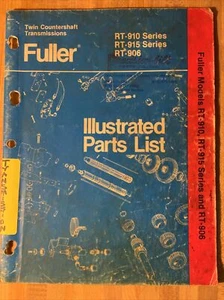 Twin Countershaft
Transmissions
RT-910 Series
RT-915 Series
RT-906
Fuller
Illustrated
Parts List
Fuller Models RT-910, RT-915 Series and RT-906